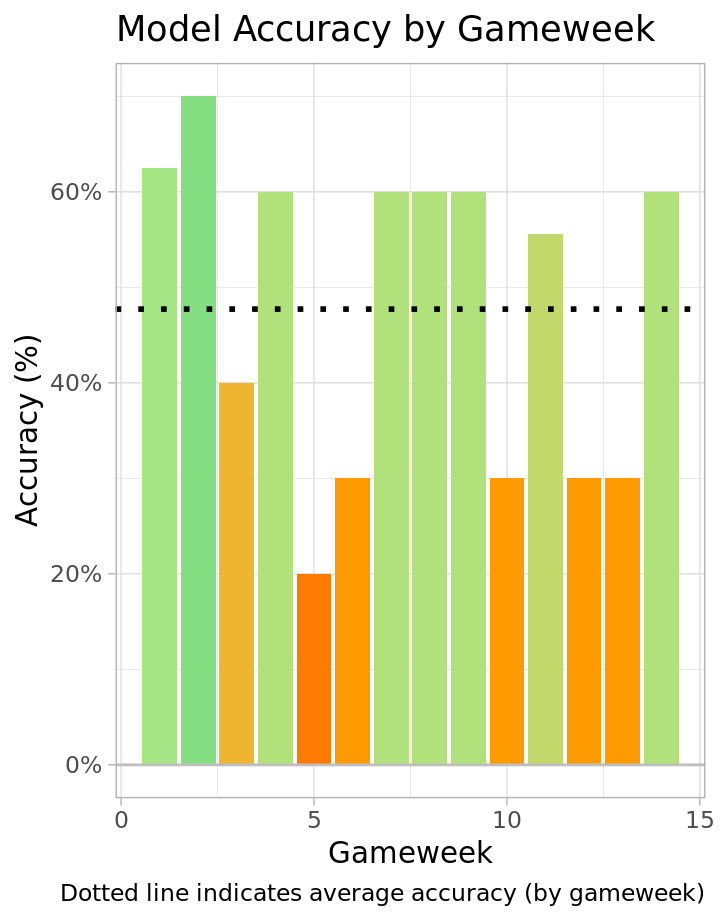 Model Accuracy by Gameweek
Accuracy (%)
60%
40%
20%
0%
0 5 10 15
Gameweek
Dotted line indicates average accuracy (by gameweek)